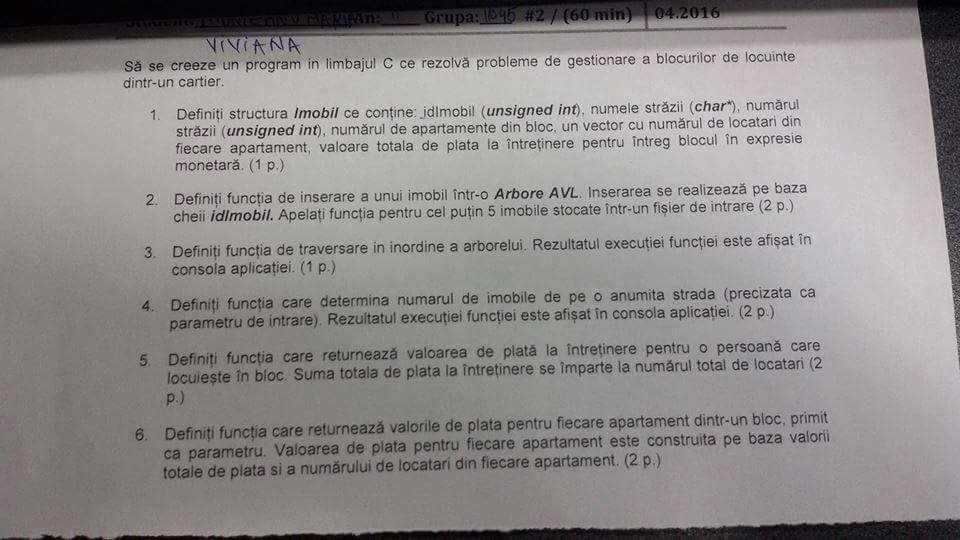 Grupa: 1045 #2 / (60 min) 04.2016
VIVIANA
Să se creeze un program in limbajul C ce rezolvă probleme de gestionare a blocurilor de locuinte
dintr-un cartier.
1. Definiți structura Imobil ce conține: idImobil (unsigned int), numele străzii (char*), numărul
străzii (unsigned int), numărul de apartamente din bloc, un vector cu numărul de locatari din
fiecare apartament, valoare totala de plata la întreținere pentru întreg blocul în expresie
monetară. (1 p.)
2. Definiți funcția de inserare a unui imobil într-o Arbore AVL. Inserarea se realizează pe baza
cheii idImobil. Apelați funcția pentru cel puțin 5 imobile stocate într-un fișier de intrare (2 p.)
3. Definiți funcția de traversare in inordine a arborelui. Rezultatul execuției funcției este afișat în
consola aplicației. (1 p.)
4. Definiți funcția care determina numarul de imobile de pe o anumita strada (precizata ca
parametru de intrare). Rezultatul execuției funcției este afișat în consola aplicației. (2 p.)
5. Definiți funcția care returnează valoarea de plată la întreținere pentru o persoană care
locuiește în bloc. Suma totala de plata la întreținere se împarte la numărul total de locatari (2
p.)
6. Definiți funcția care returnează valorile de plata pentru fiecare apartament dintr-un bloc, primit
ca parametru. Valoarea de plata pentru fiecare apartament este construita pe baza valorii
totale de plata si a numărului de locatari din fiecare apartament. (2 p.)